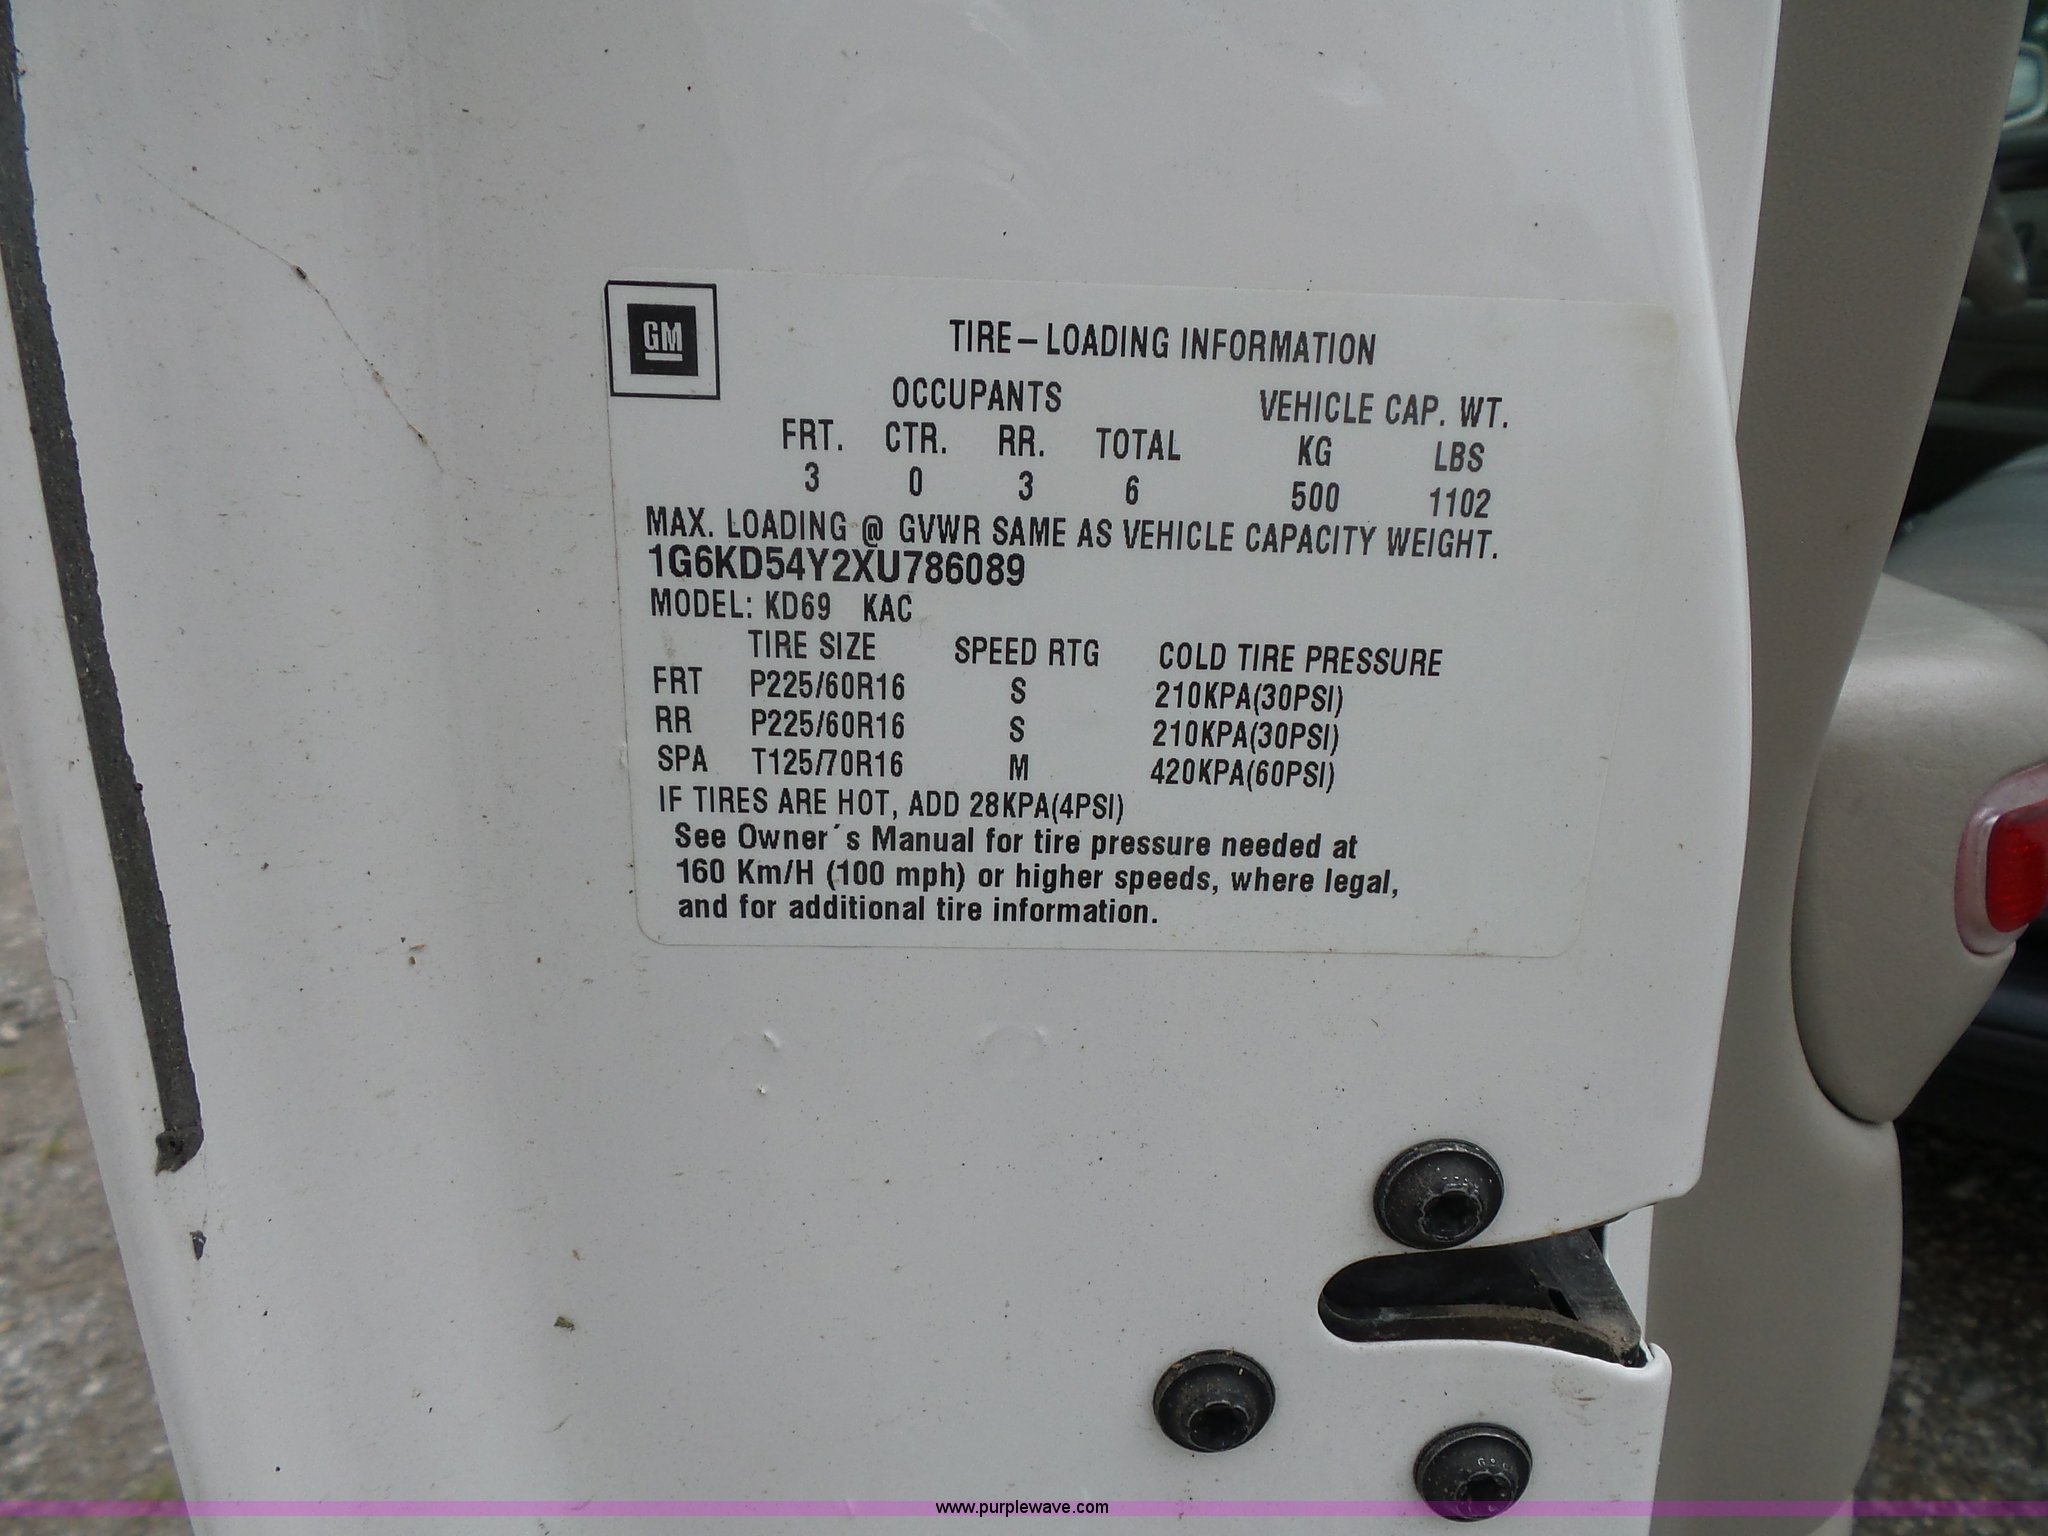 GM
TIRE – LOADING INFORMATION
OCCUPANTS VEHICLE CAP. WT.
FRT. CTR. RR. TOTAL KG LBS
3 0 3 6 500 1102
MAX. LOADING @ GVWR SAME AS VEHICLE CAPACITY WEIGHT.
1G6KD54Y2XU786089
MODEL: KD69 KAC
TIRE SIZE SPEED RTG COLD TIRE PRESSURE
FRT P225/60R16 S 210KPA(30PSI)
RR P225/60R16 S 210KPA(30PSI)
SPA T125/70R16 M 420KPA(60PSI)
IF TIRES ARE HOT, ADD 28KPA(4PSI)
See Owner´s Manual for tire pressure needed at
160 Km/H (100 mph) or higher speeds, where legal,
and for additional tire information.
www.purplewave.com